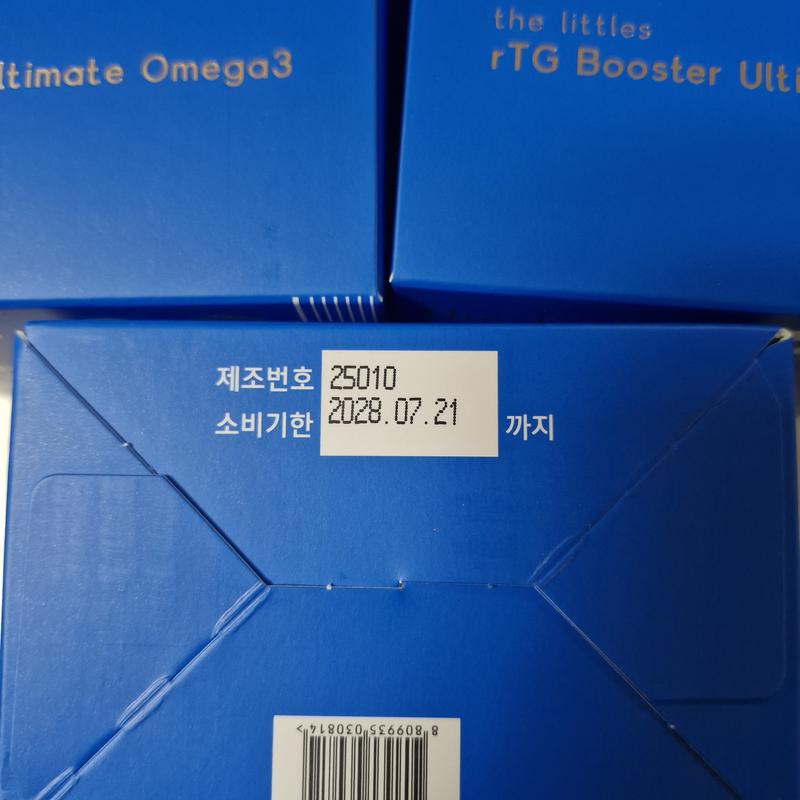 ltimate Omega3
the littles
rTG Booster Ulti
제조번호 25010
소비기한 2028.07.21 까지
8 809935 030814 >